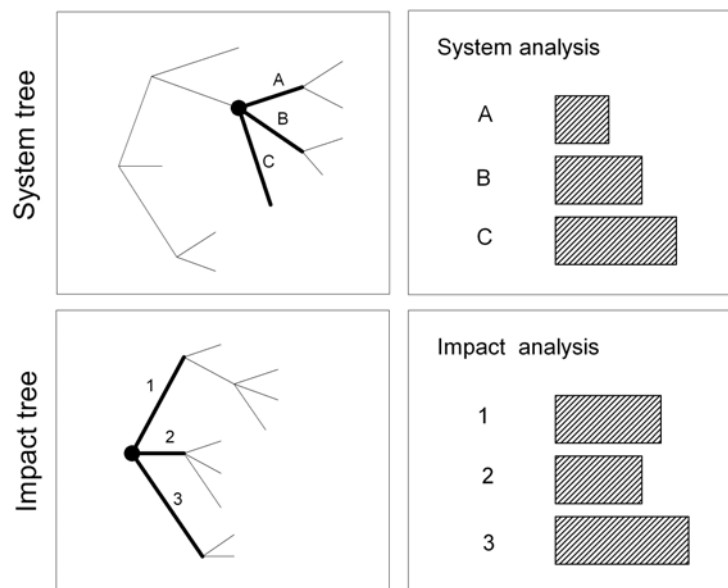 System tree
A
B
C
System analysis
A
B
C
Impact tree
1
2
3
Impact analysis
1
2
3